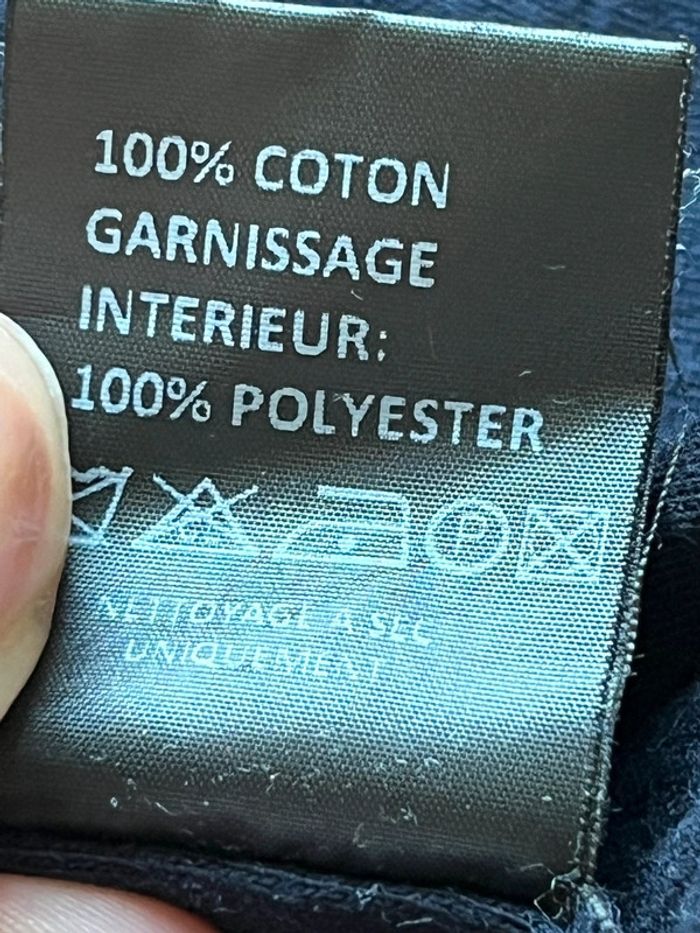 100% COTON
GARNISSAGE
INTERIEUR:
100% POLYESTER
P
NETTOYAGE A SEC
UNIQUEMENT